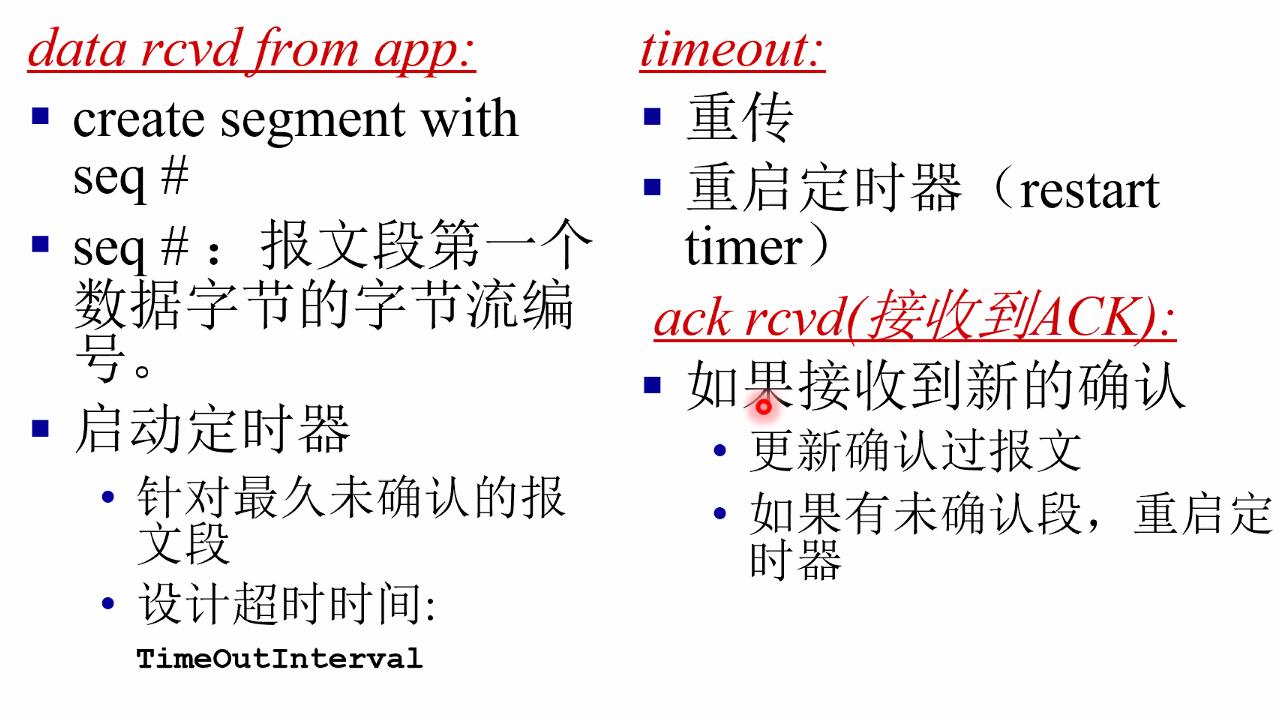 data rcvd from app:
create segment with
seq #
seq #：报文段第一个
数据字节的字节流编
号。
启动定时器
针对最久未确认的报
文段
设计超时时间:
TimeOutInterval
timeout:
重传
重启定时器（restart
timer）
ack rcvd(接收到ACK):
如果接收到新的确认
更新确认过报文
如果有未确认段，重启定
时器